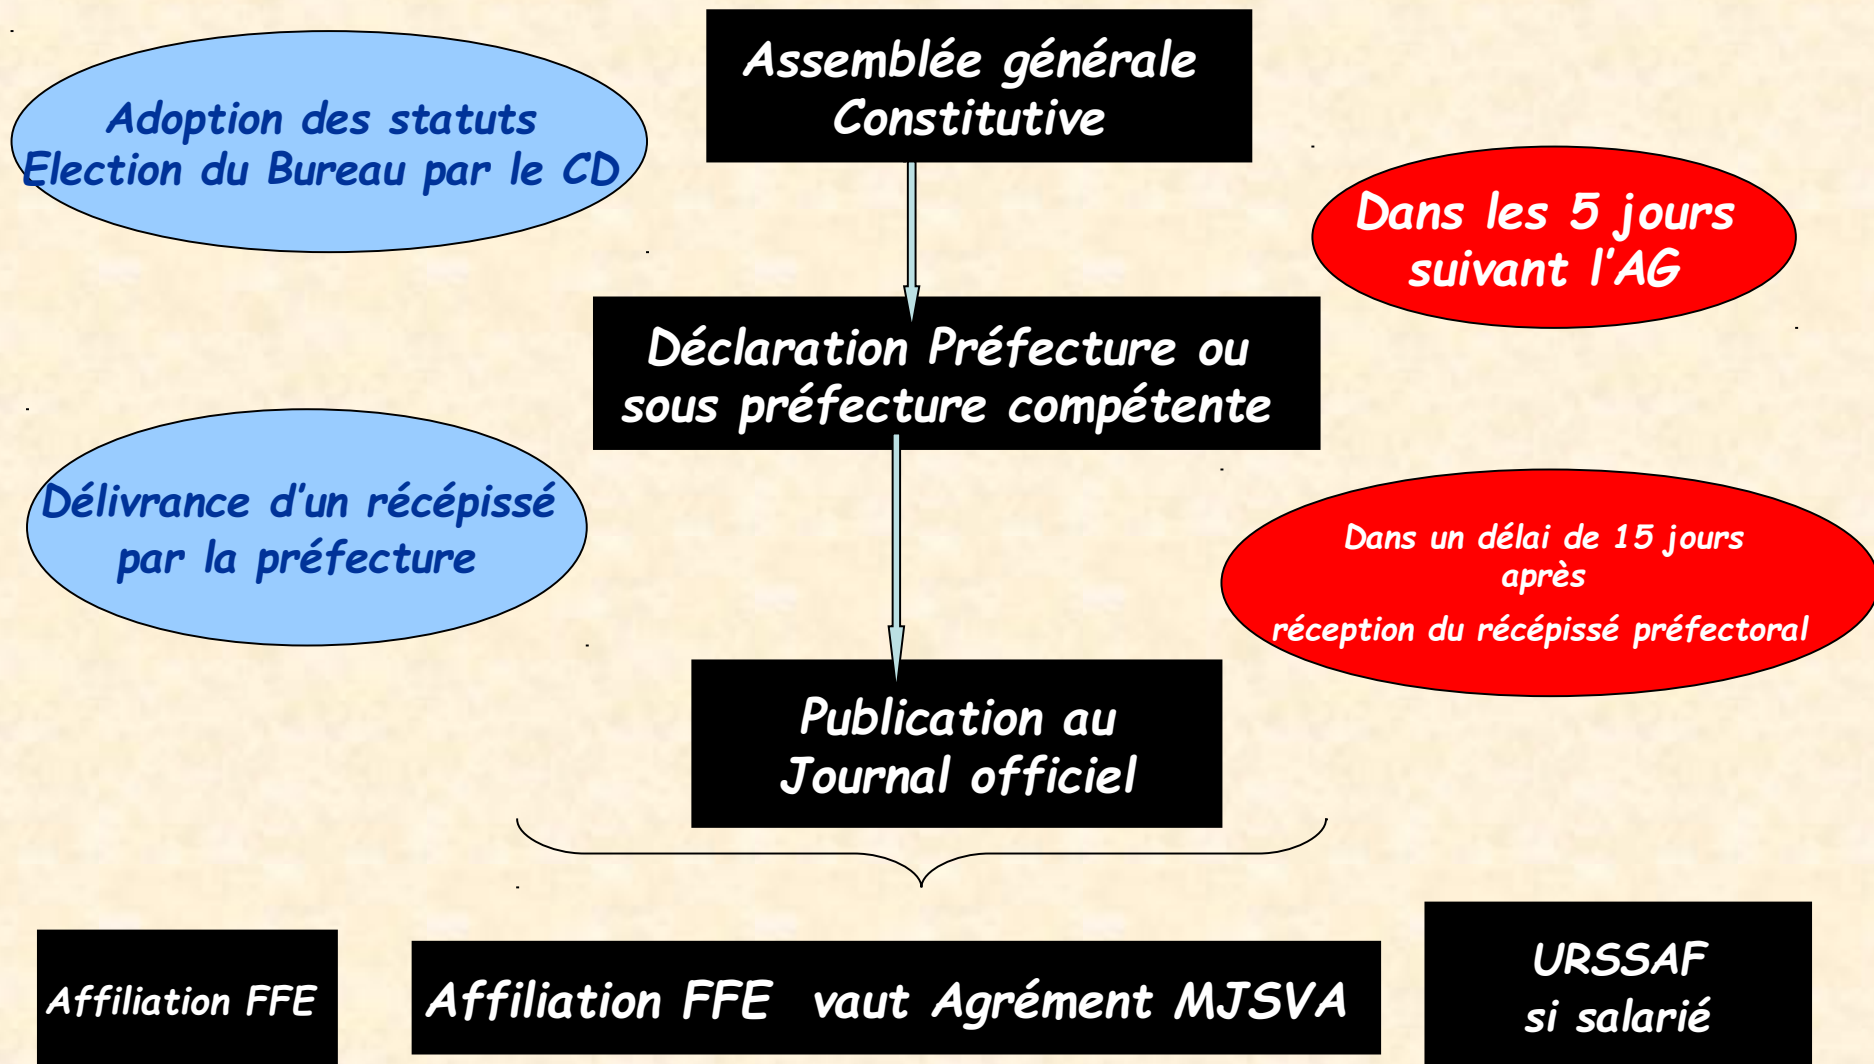 Assemblée générale
Constitutive
Adoption des statuts
Election du Bureau par le CD
Dans les 5 jours
suivant l'AG
Déclaration Préfecture ou
sous préfecture compétente
Délivrance d'un récépissé
par la préfecture
Dans un délai de 15 jours
après
réception du récépissé préfectoral
Publication au
Journal officiel
Affiliation FFE
Affiliation FFE vaut Agrément MJSVA
URSSAF
si salarié